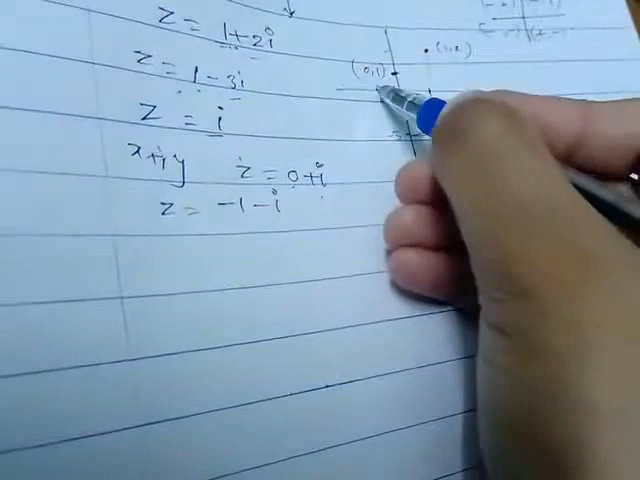 z = 1+2i
z = 1-3i
z = i
x+iy z = 0+i
z = -1-i
(1,2)
(0,1)